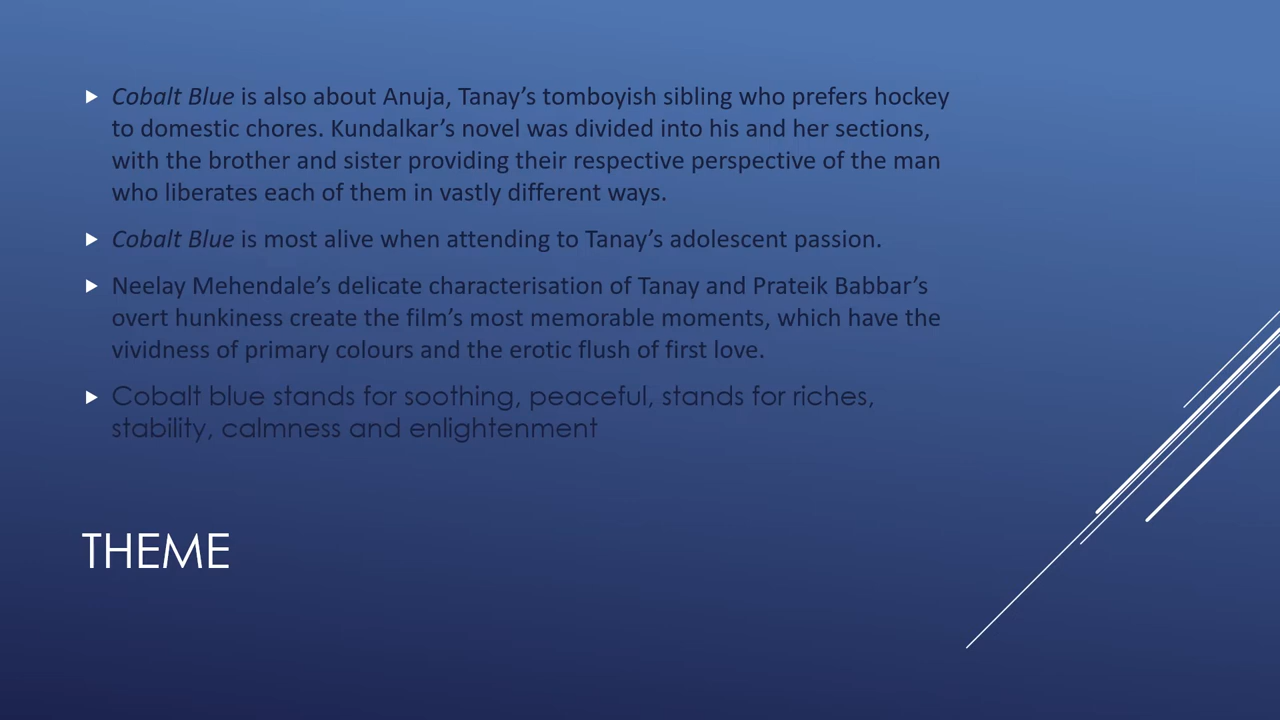 Cobalt Blue is also about Anuja, Tanay’s tomboyish sibling who prefers hockey
to domestic chores. Kundalkar’s novel was divided into his and her sections,
with the brother and sister providing their respective perspective of the man
who liberates each of them in vastly different ways.
Cobalt Blue is most alive when attending to Tanay’s adolescent passion.
Neelay Mehendale’s delicate characterisation of Tanay and Prateik Babbar’s
overt hunkiness create the film’s most memorable moments, which have the
vividness of primary colours and the erotic flush of first love.
Cobalt blue stands for soothing, peaceful, stands for riches,
stability, calmness and enlightenment
THEME